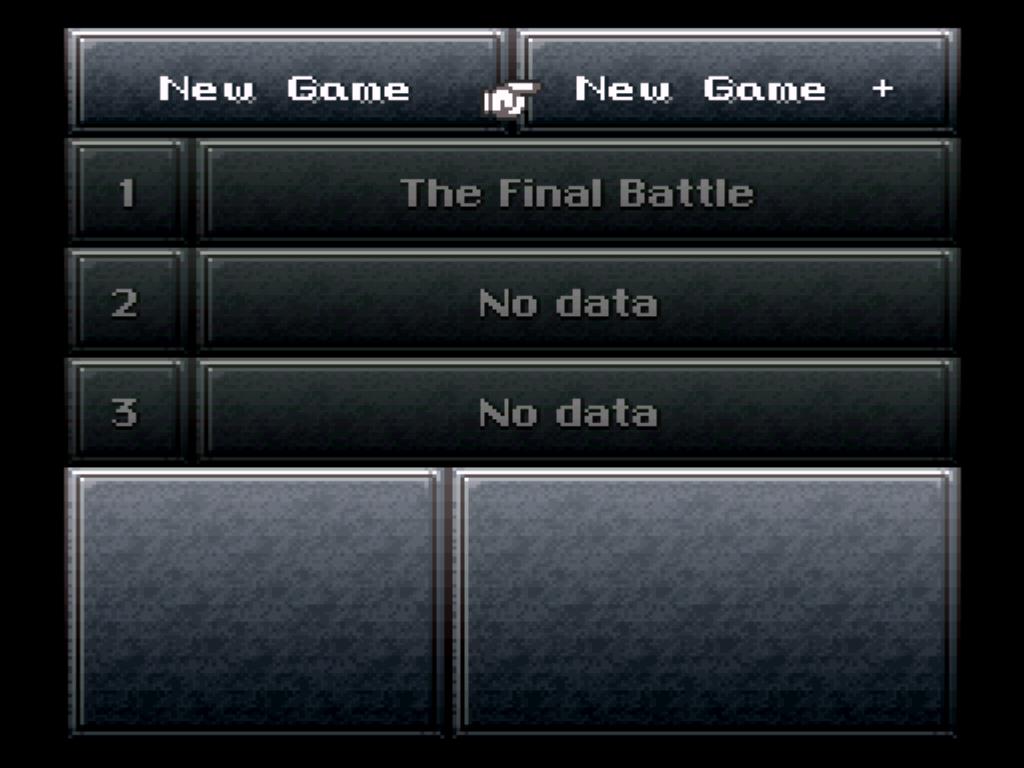 New Game New Game +
1 The Final Battle
2 No data
3 No data